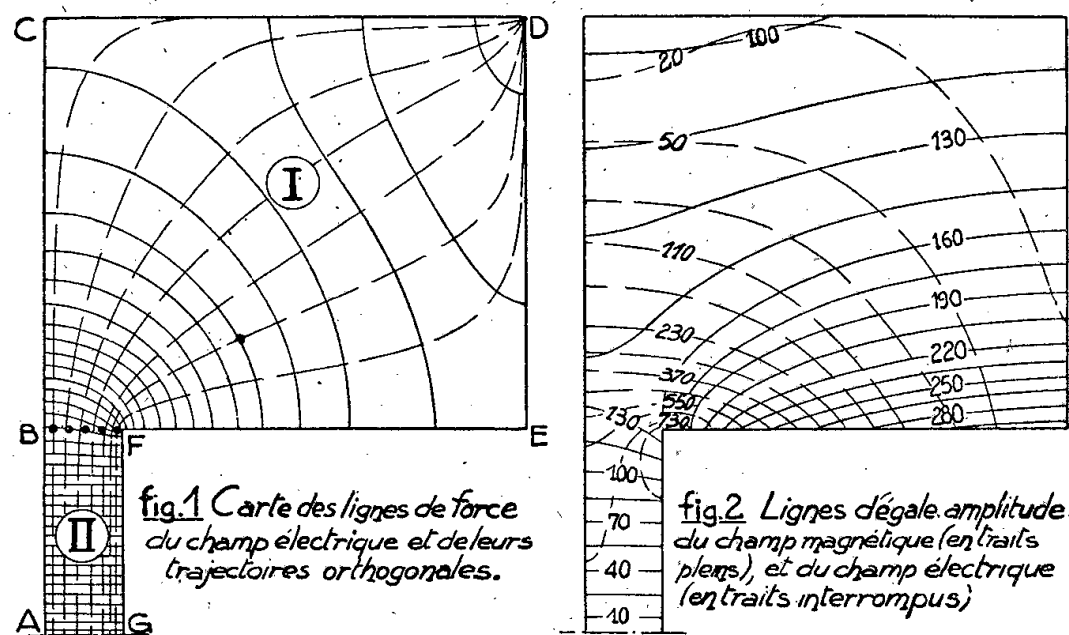 C
D
I
B
F
E
II
A
G
fig.1 Carte des lignes de force
du champ électrique et de leurs
trajectoires orthogonales.
100
20
50
130
110
160
190
230
220
370
250
550
280
730
130
100
70
40
10
fig.2 Lignes d'égale amplitude
du champ magnétique (en traits
pleins), et du champ électrique
(en traits interrompus)